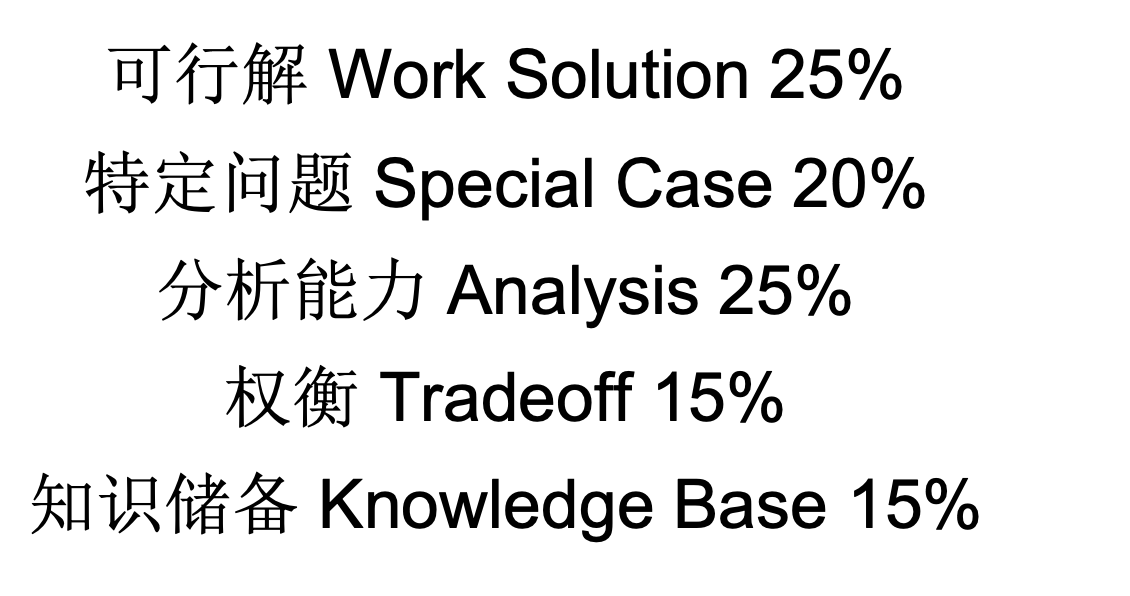 可行解 Work Solution 25%
特定问题 Special Case 20%
分析能力 Analysis 25%
权衡 Tradeoff 15%
知识储备 Knowledge Base 15%